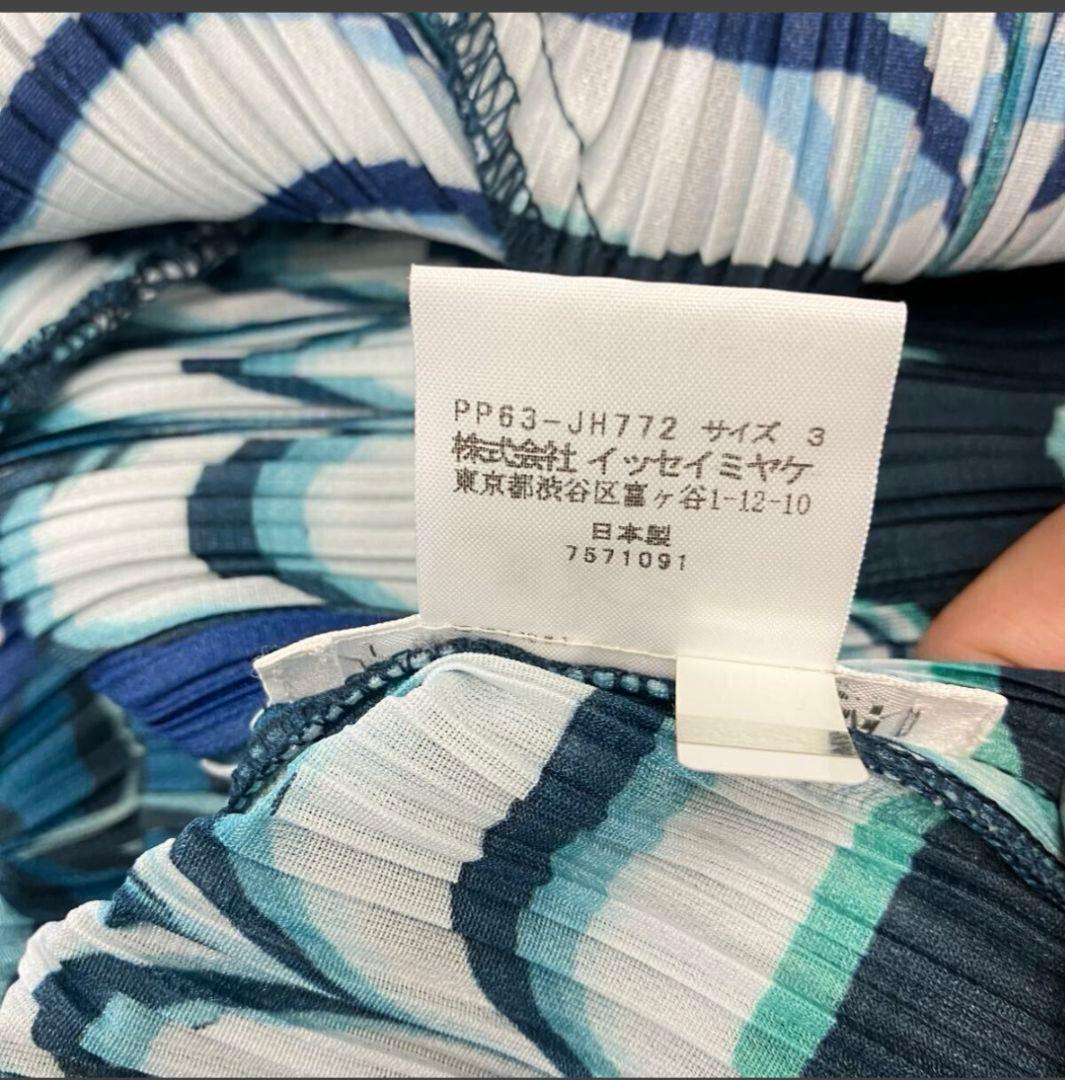 PP63-JH772 サイズ 3
株式会社 イッセイミヤケ
東京都渋谷区富ヶ谷1-12-10
日本製
7571091